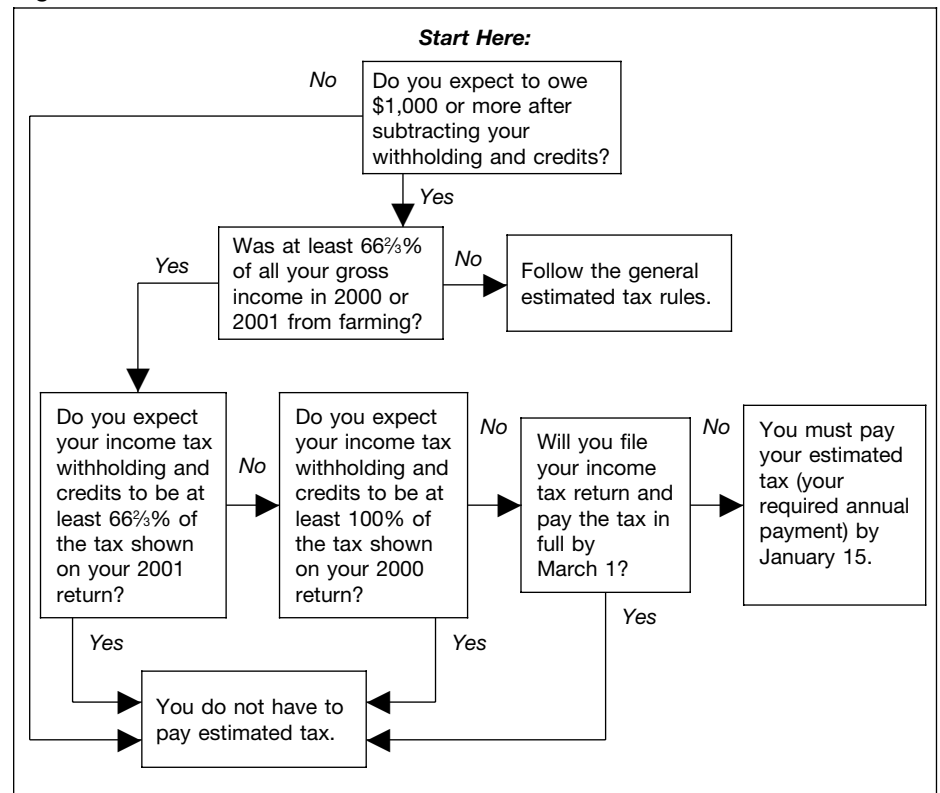 Start Here:
No
Do you expect to owe
$1,000 or more after
subtracting your
withholding and credits?
Yes
Was at least 66⅔%
of all your gross
income in 2000 or
2001 from farming?
Yes
No
Follow the general
estimated tax rules.
Do you expect
your income tax
withholding and
credits to be at
least 66⅔% of
the tax shown
on your 2001
return?
No
Do you expect
your income tax
withholding and
credits to be at
least 100% of
the tax shown
on your 2000
return?
No
Will you file
your income
tax return and
pay the tax in
full by
March 1?
No
You must pay
your estimated
tax (your
required annual
payment) by
January 15.
Yes
Yes
Yes
You do not have to
pay estimated tax.